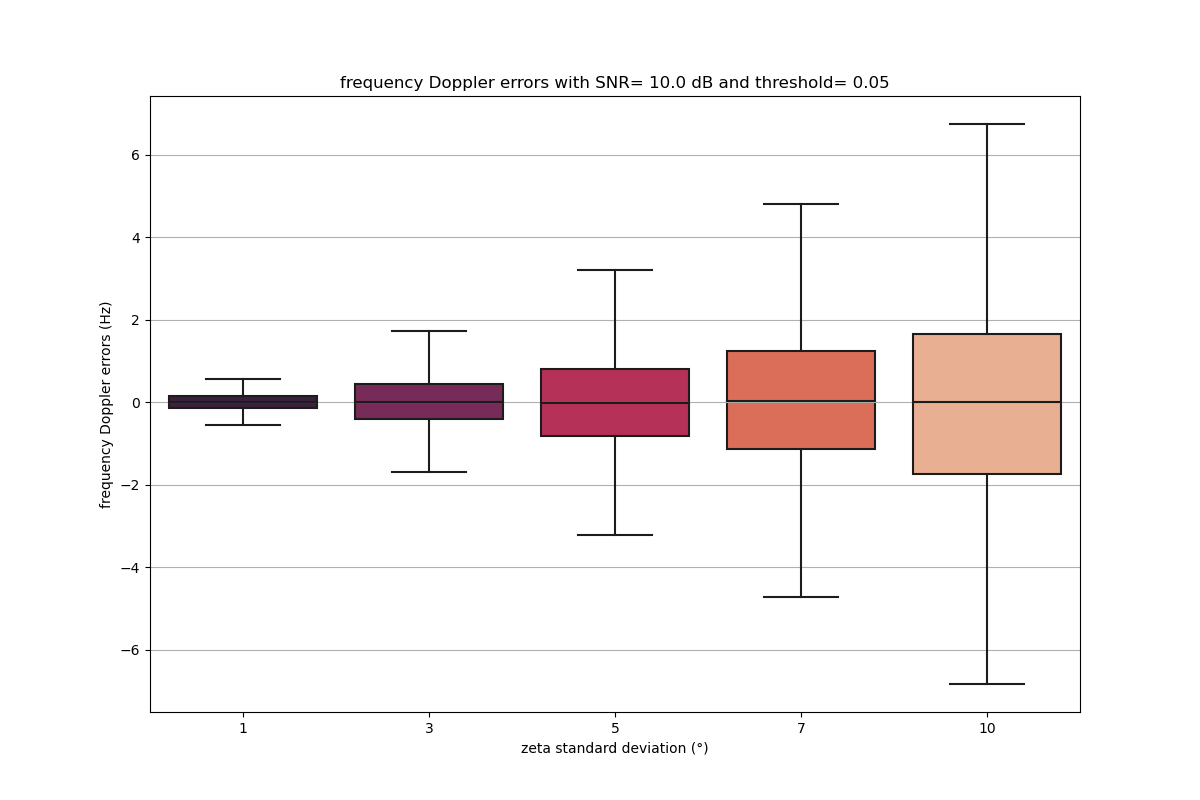 frequency Doppler errors with SNR= 10.0 dB and threshold= 0.05
frequency Doppler errors (Hz)
6
4
2
0
−2
−4
−6
1 3 5 7 10
zeta standard deviation (°)